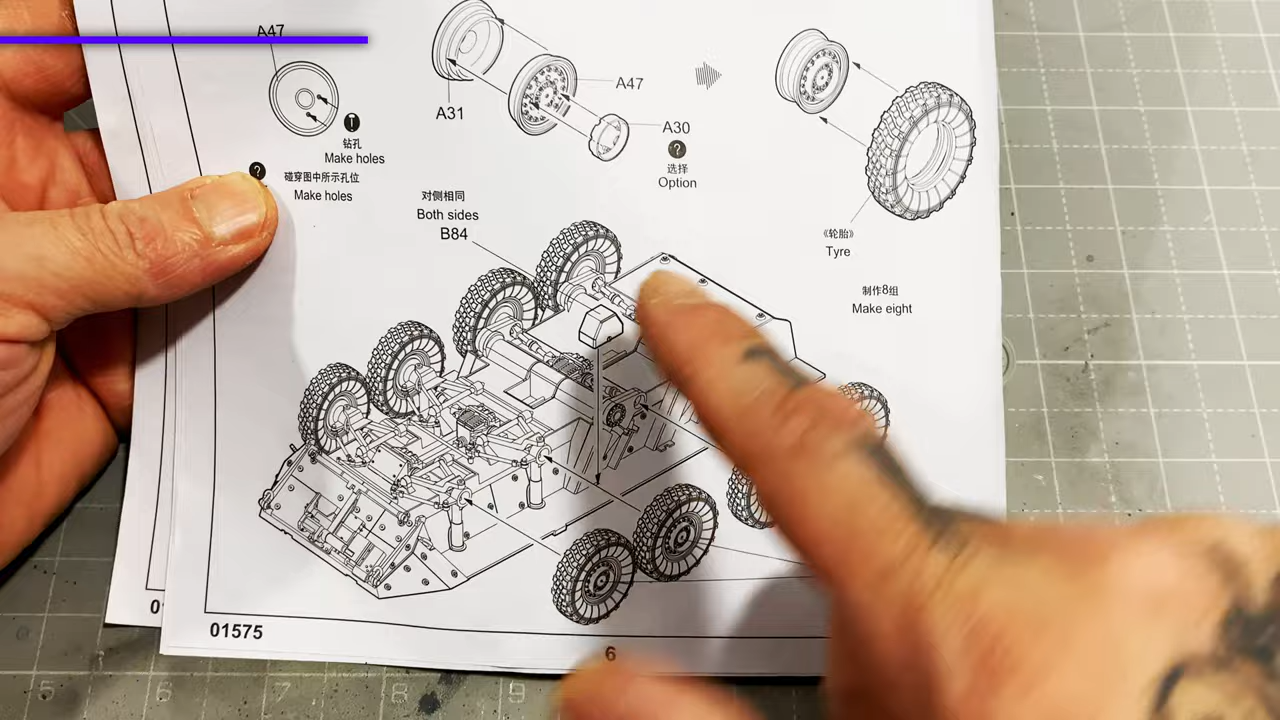 A47
钻孔
Make holes
碰穿图中所示孔位
Make holes
A31
A47
A30
选择
Option
对侧相同
Both sides
B84
《轮胎》
Tyre
制作8组
Make eight
0
01575
6
5 6 7 8 9